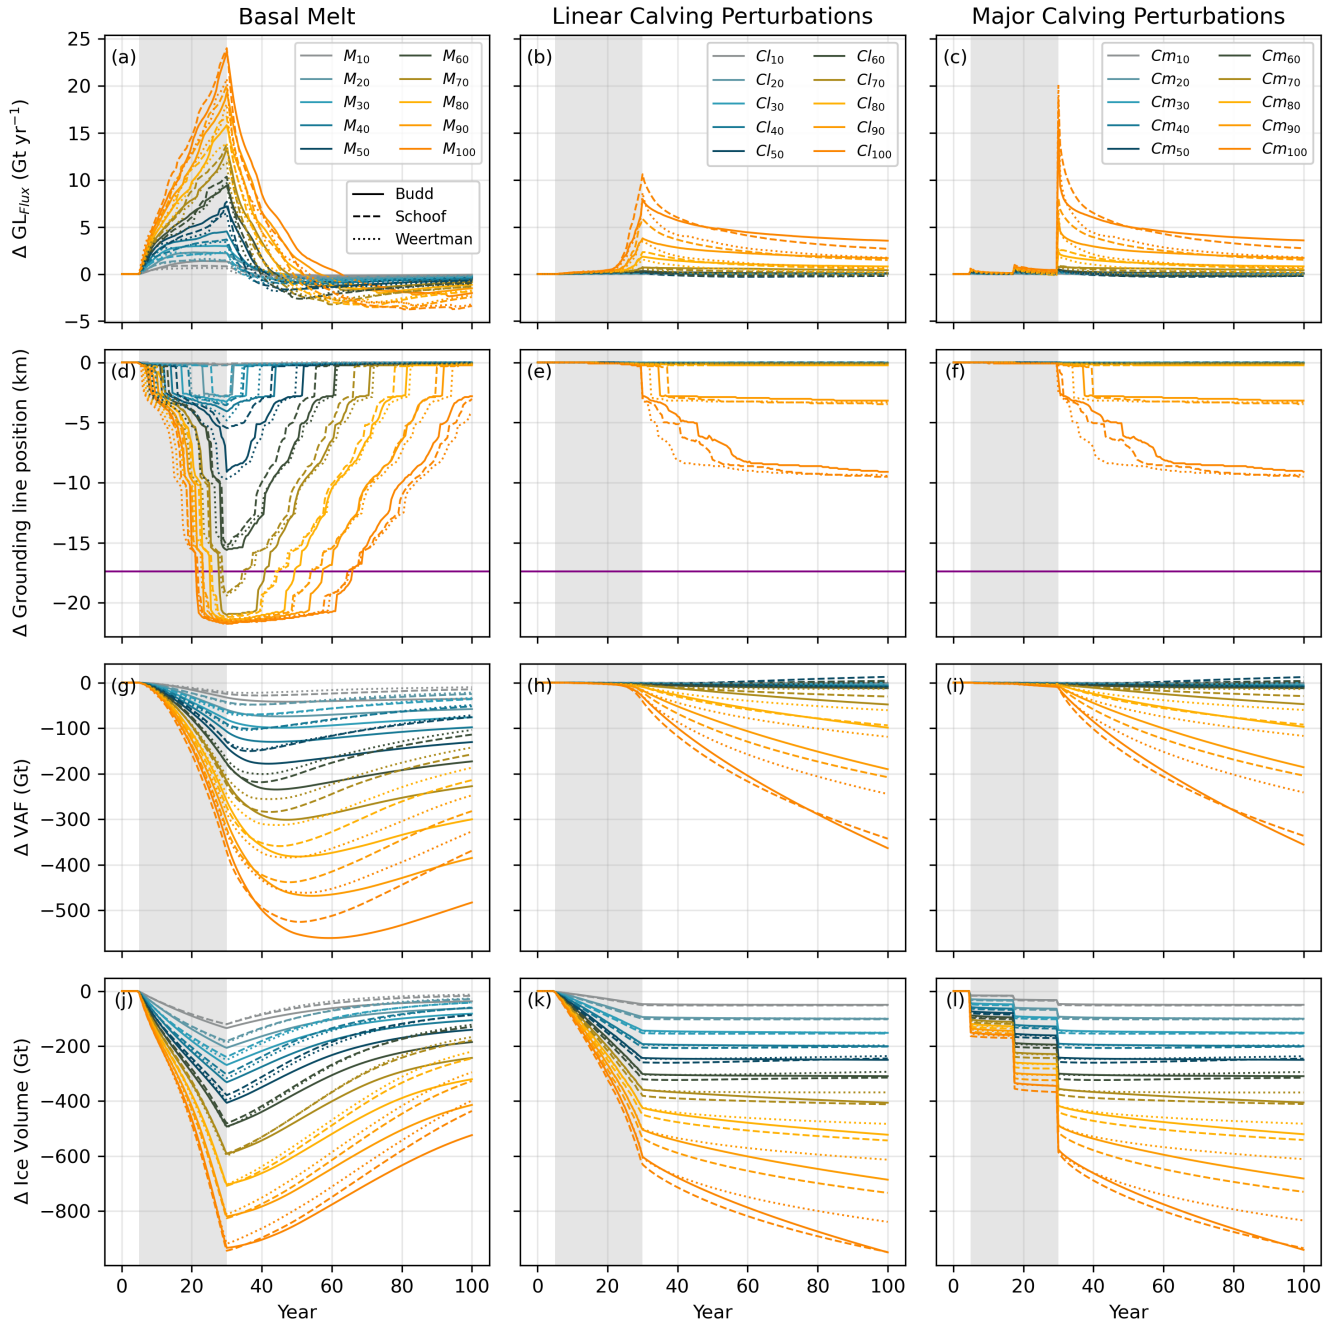 Basal Melt
Linear Calving Perturbations
Major Calving Perturbations
Δ GL_Flux (Gt yr⁻¹)
25
20
15
10
5
0
−5
(a)
M₁₀
M₂₀
M₃₀
M₄₀
M₅₀
M₆₀
M₇₀
M₈₀
M₉₀
M₁₀₀
Budd
Schoof
Weertman
(b)
Cl₁₀
Cl₂₀
Cl₃₀
Cl₄₀
Cl₅₀
Cl₆₀
Cl₇₀
Cl₈₀
Cl₉₀
Cl₁₀₀
(c)
Cm₁₀
Cm₂₀
Cm₃₀
Cm₄₀
Cm₅₀
Cm₆₀
Cm₇₀
Cm₈₀
Cm₉₀
Cm₁₀₀
Δ Grounding line position (km)
0
−5
−10
−15
−20
(d)
(e)
(f)
Δ VAF (Gt)
0
−100
−200
−300
−400
−500
(g)
(h)
(i)
Δ Ice Volume (Gt)
0
−200
−400
−600
−800
(j)
(k)
(l)
0 20 40 60 80 100
0 20 40 60 80 100
0 20 40 60 80 100
Year
Year
Year